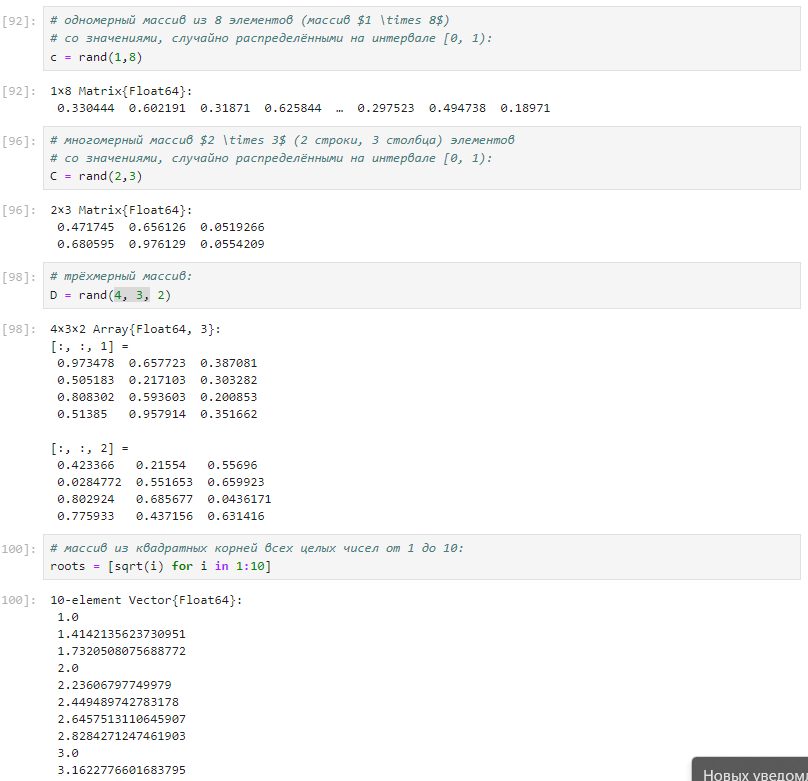 [92]: # одномерный массив из 8 элементов (массив $1 \times 8$)
# со значениями, случайно распределёнными на интервале [0, 1):
c = rand(1,8)
[92]: 1×8 Matrix{Float64}:
0.330444 0.602191 0.31871 0.625844 … 0.297523 0.494738 0.18971
[96]: # многомерный массив $2 \times 3$ (2 строки, 3 столбца) элементов
# со значениями, случайно распределёнными на интервале [0, 1):
C = rand(2,3)
[96]: 2×3 Matrix{Float64}:
0.471745 0.656126 0.0519266
0.680595 0.976129 0.0554209
[98]: # трёхмерный массив:
D = rand(4, 3, 2)
[98]: 4×3×2 Array{Float64, 3}:
[:, :, 1] =
0.973478 0.657723 0.387081
0.505183 0.217103 0.303282
0.808302 0.593603 0.200853
0.51385 0.957914 0.351662
[:, :, 2] =
0.423366 0.21554 0.55696
0.0284772 0.551653 0.659923
0.802924 0.685677 0.0436171
0.775933 0.437156 0.631416
100]: # массив из квадратных корней всех целых чисел от 1 до 10:
roots = [sqrt(i) for i in 1:10]
100]: 10-element Vector{Float64}:
1.0
1.4142135623730951
1.7320508075688772
2.0
2.23606797749979
2.449489742783178
2.6457513110645907
2.8284271247461903
3.0
3.1622776601683795
Новых уведом